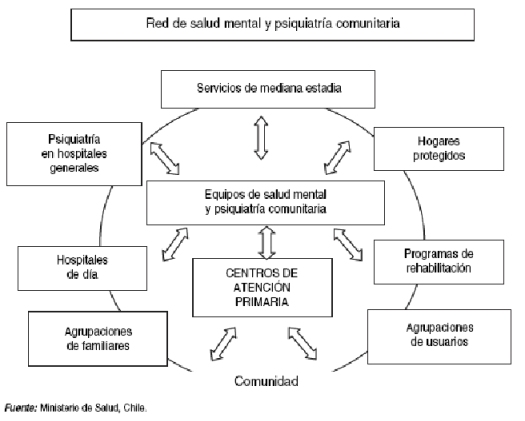 Red de salud mental y psiquiatría comunitaria
Servicios de mediana estadia
Psiquiatría
en hospitales
generales
Hogares
protegidos
Equipos de salud mental
y psiquiatría comunitaria
Hospitales
de día
CENTROS DE
ATENCIÓN
PRIMARIA
Programas de
rehabilitación
Agrupaciones
de familiares
Agrupaciones
de usuarios
Comunidad
Fuente: Ministerio de Salud, Chile.